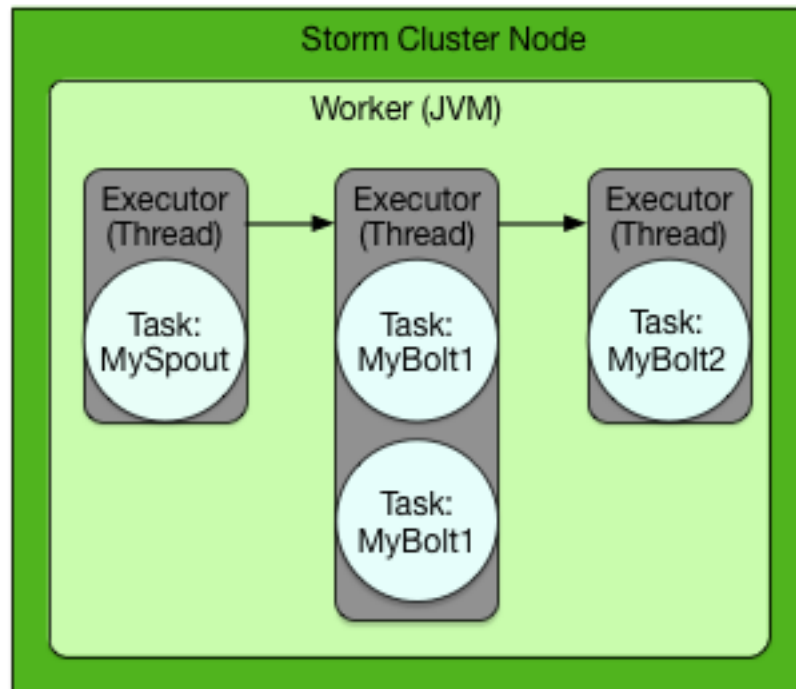 Storm Cluster Node
Worker (JVM)
Executor
(Thread)
Task:
MySpout
Executor
(Thread)
Task:
MyBolt1
Task:
MyBolt1
Executor
(Thread)
Task:
MyBolt2